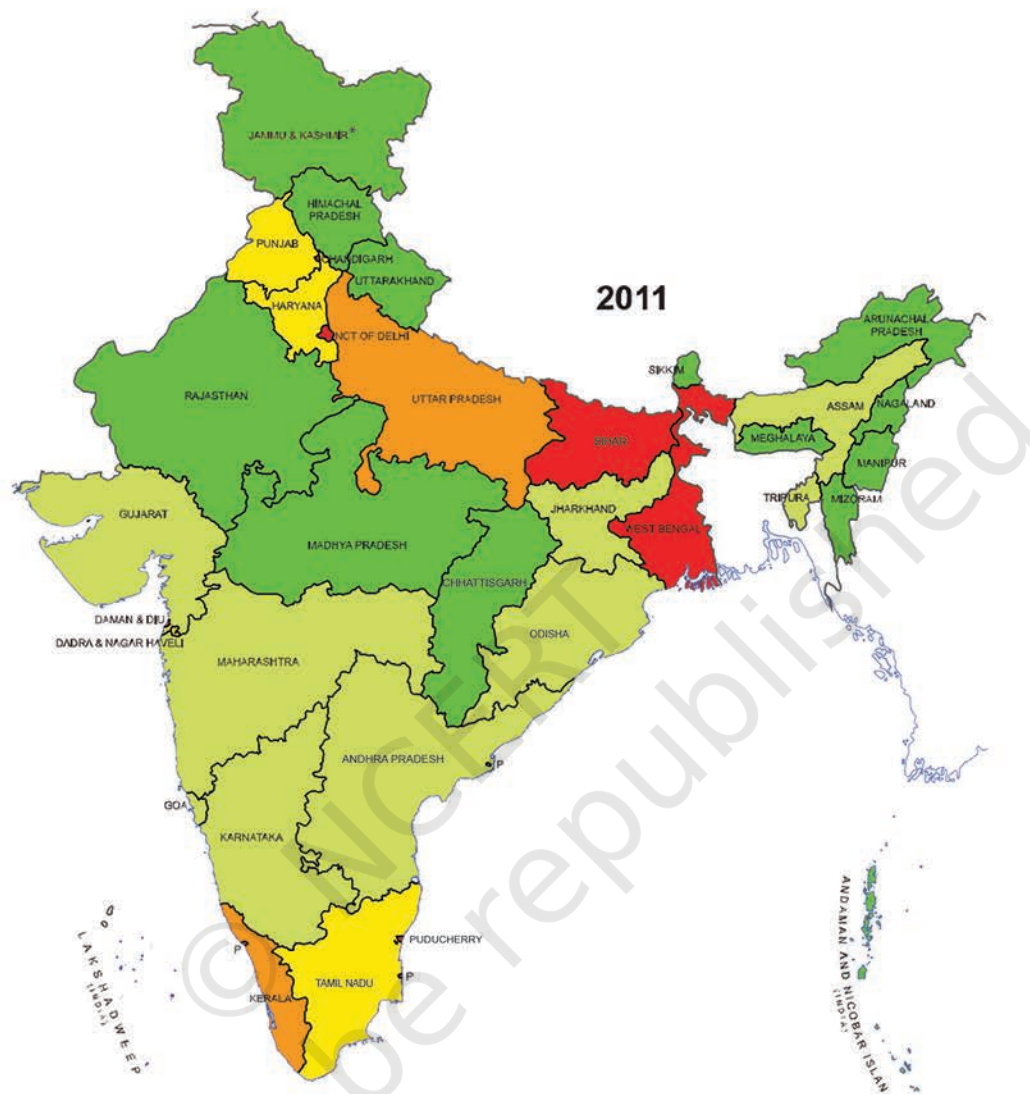 JAMMU & KASHMIR*
HIMACHAL
PRADESH
PUNJAB
CHANDIGARH
UTTARAKHAND
HARYANA
2011
NCT OF DELHI
ARUNACHAL
PRADESH
SIKKIM
RAJASTHAN
UTTAR PRADESH
ASSAM
NAGALAND
BIHAR
MEGHALAYA
MANIPUR
TRIPURA
MIZORAM
GUJARAT
JHARKHAND
WEST BENGAL
MADHYA PRADESH
CHHATTISGARH
DAMAN & DIU
DADRA & NAGAR HAVELI
ODISHA
MAHARASHTRA
ANDHRA PRADESH
P
GOA
KARNATAKA
PUDUCHERRY
P
P
TAMIL NADU
KERALA
LAKSHADWEEP
(INDIA)
ANDAMAN AND NICOBAR ISLAN
(INDIA)
© NCERT
be republished